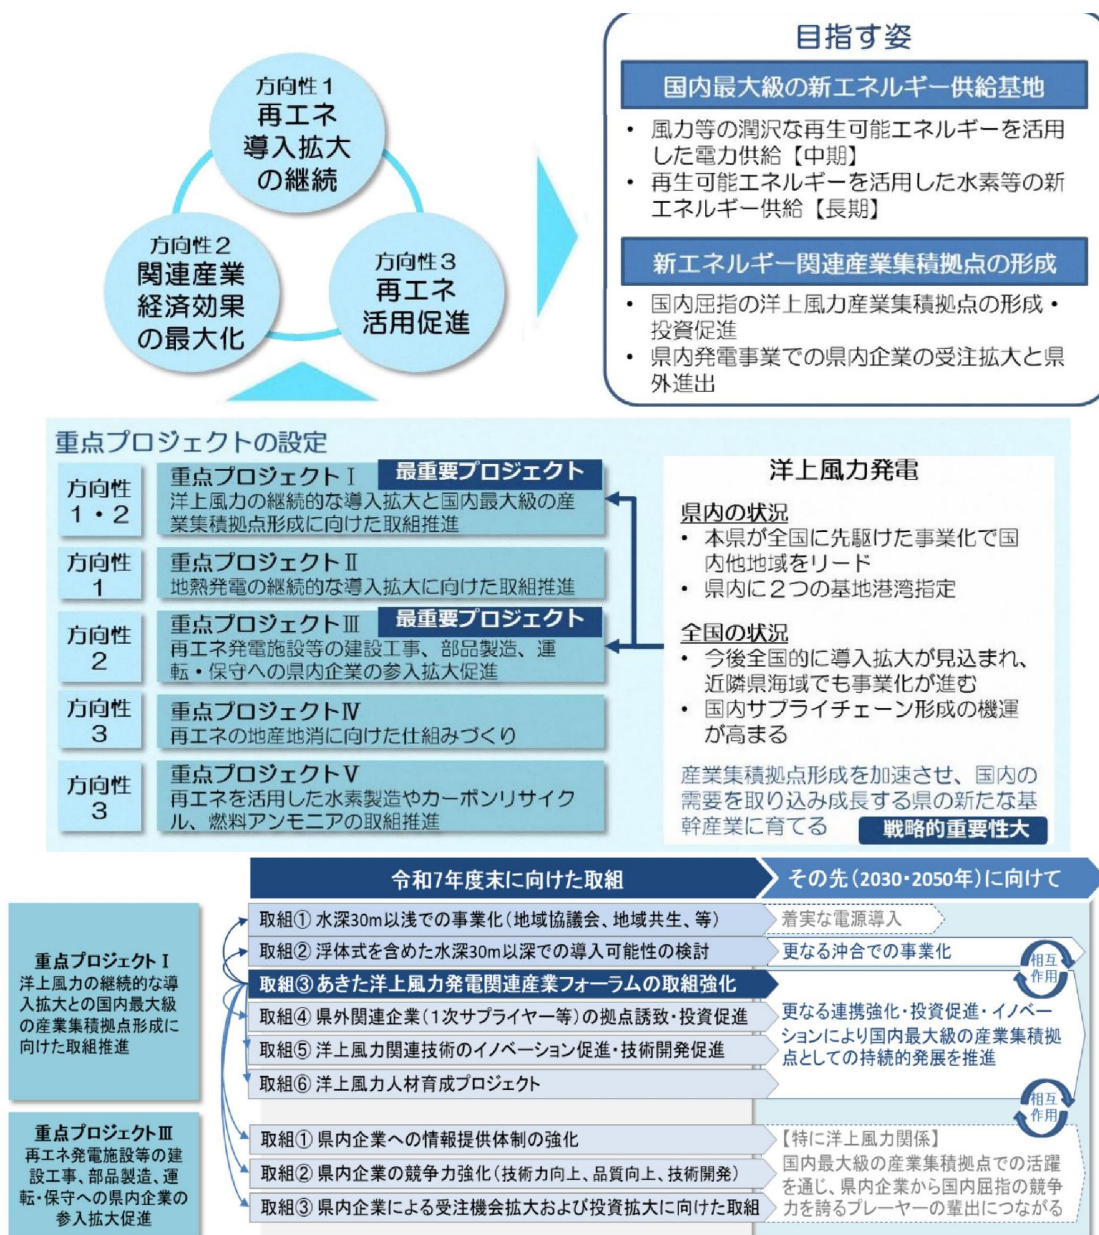 方向性1
再エネ
導入拡大
の継続
方向性2
関連産業
経済効果
の最大化
方向性3
再エネ
活用促進
目指す姿
国内最大級の新エネルギー供給基地
• 風力等の潤沢な再生可能エネルギーを活用
した電力供給【中期】
• 再生可能エネルギーを活用した水素等の新
エネルギー供給【長期】
新エネルギー関連産業集積拠点の形成
• 国内屈指の洋上風力産業集積拠点の形成・
投資促進
• 県内発電事業での県内企業の受注拡大と県
外進出
重点プロジェクトの設定
方向性
1・2
重点プロジェクトⅠ
最重要プロジェクト
洋上風力の継続的な導入拡大と国内最大級の産
業集積拠点形成に向けた取組推進
方向性
1
重点プロジェクトⅡ
地熱発電の継続的な導入拡大に向けた取組推進
方向性
2
重点プロジェクトⅢ
最重要プロジェクト
再エネ発電施設等の建設工事、部品製造、運
転・保守への県内企業の参入拡大促進
方向性
3
重点プロジェクトⅣ
再エネの地産地消に向けた仕組みづくり
方向性
3
重点プロジェクトⅤ
再エネを活用した水素製造やカーボンリサイク
ル、燃料アンモニアの取組推進
洋上風力発電
県内の状況
• 本県が全国に先駆けた事業化で国
内他地域をリード
• 県内に２つの基地港湾指定
全国の状況
• 今後全国的に導入拡大が見込まれ、
近隣県海域でも事業化が進む
• 国内サプライチェーン形成の機運
が高まる
産業集積拠点形成を加速させ、国内の
需要を取り込み成長する県の新たな基
幹産業に育てる
戦略的重要性大
令和7年度末に向けた取組
その先(2030・2050年)に向けて
重点プロジェクトⅠ
洋上風力の継続的な導
入拡大との国内最大級
の産業集積拠点形成に
向けた取組推進
取組① 水深30m以浅での事業化(地域協議会、地域共生、等)
着実な電源導入
取組② 浮体式を含めた水深30m以深での導入可能性の検討
更なる沖合での事業化
相互
作用
取組③ あきた洋上風力発電関連産業フォーラムの取組強化
取組④ 県外関連企業(1次サプライヤー等)の拠点誘致・投資促進
取組⑤ 洋上風力関連技術のイノベーション促進・技術開発促進
取組⑥ 洋上風力人材育成プロジェクト
更なる連携強化・投資促進・イノベー
ションにより国内最大級の産業集積拠
点としての持続的発展を推進
相互
作用
重点プロジェクトⅢ
再エネ発電施設等の建
設工事、部品製造、運
転・保守への県内企業の
参入拡大促進
取組① 県内企業への情報提供体制の強化
取組② 県内企業の競争力強化(技術力向上、品質向上、技術開発)
取組③ 県内企業による受注機会拡大および投資拡大に向けた取組
【特に洋上風力関係】
国内最大級の産業集積拠点での活躍
を通じ、県内企業から国内屈指の競争
力を誇るプレーヤーの輩出につながる